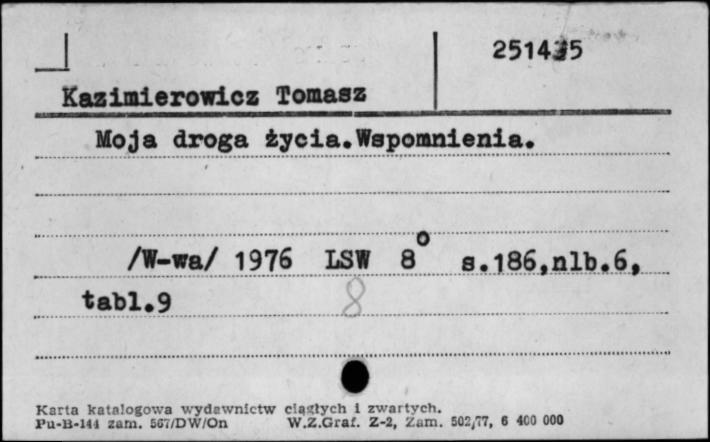 251435
Kazimierowicz Tomasz
Moja droga życia.Wspomnienia.
/W-wa/ 1976 LSW 8° s.186,nlb.6,
tabl.9 8
Karta katalogowa wydawnictw ciągłych i zwartych.
Pu-B-144 zam. 567/DW/On W.Z.Graf. Z-2, Zam. 502/77, 6 400 000